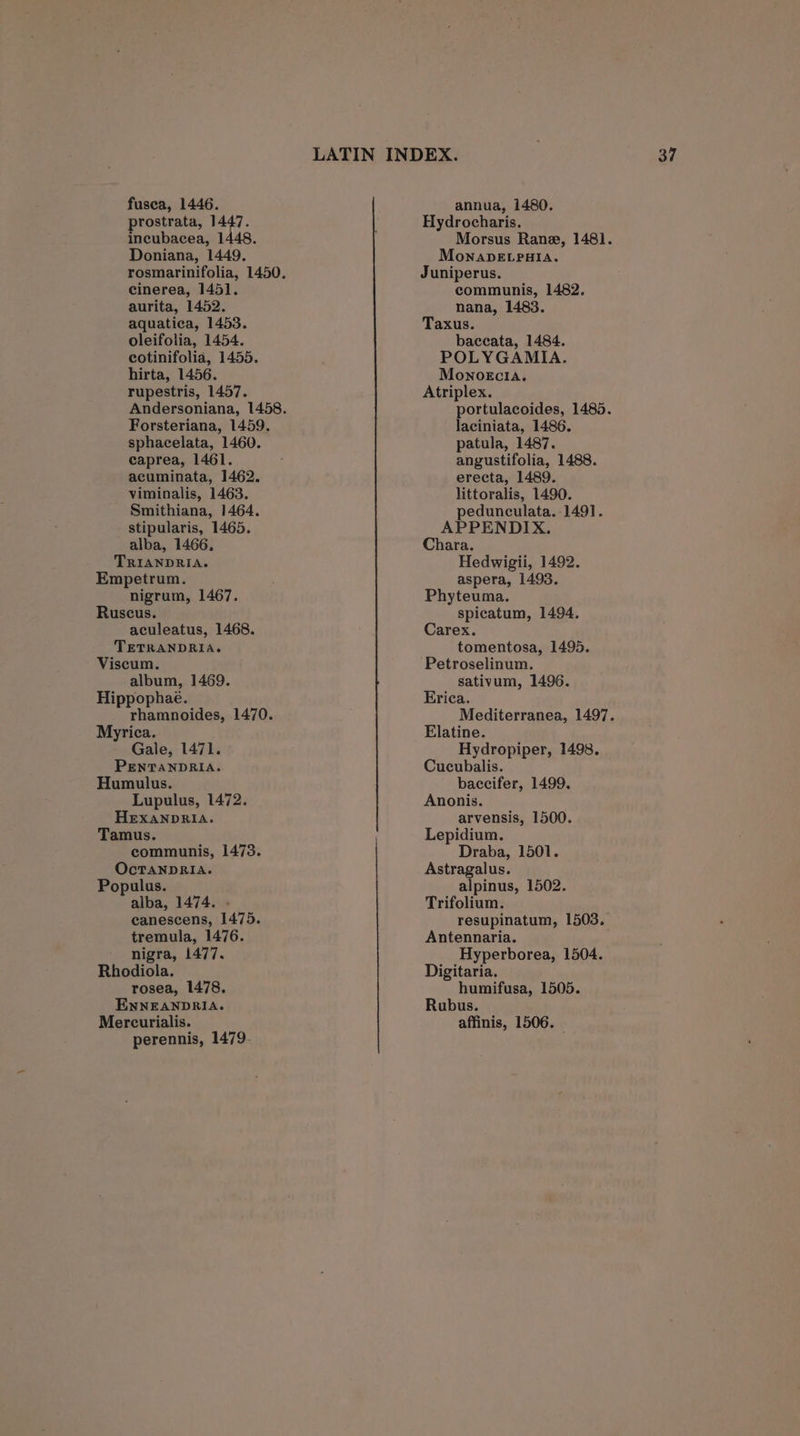 LATIN INDEX. 37
fusca, 1446.
prostrata, 1447.
incubacea, 1448.
Doniana, 1449.
rosmarinifolia, 1450.
cinerea, 1451.
aurita, 1452.
aquatica, 1453.
oleifolia, 1454.
cotinifolia, 1455.
hirta, 1456.
rupestris, 1457.
Andersoniana, 1458.
Forsteriana, 1459.
sphacelata, 1460.
caprea, 1461.
acuminata, 1462.
viminalis, 1463.
Smithiana, 1464.
stipularis, 1465.
alba, 1466.
TRIANDRIA.
Empetrum.
nigrum, 1467.
Ruscus.
aculeatus, 1468.
TETRANDRIA.
Viscum.
album, 1469.
Hippophaë.
rhamnoides, 1470.
Myrica.
Gale, 1471.
PENTANDRIA.
Humulus.
Lupulus, 1472.
HEXANDRIA.
Tamus.
communis, 1473.
OCTANDRIA.
Populus.
alba, 1474.
canescens, 1475.
tremula, 1476.
nigra, 1477.
Rhodiola.
rosea, 1478.
ENNEANDRIA.
Mercurialis.
perennis, 1479.
annua, 1480.
Hydrocharis.
Morsus Ranæ, 1481.
MONADELPHIA.
Juniperus.
communis, 1482.
nana, 1483.
Taxus.
baccata, 1484.
POLYGAMIA.
MONOECIA.
Atriplex.
portulacoides, 1485.
laciniata, 1486.
patula, 1487.
angustifolia, 1488.
erecta, 1489.
littoralis, 1490.
pedunculata. 1491.
APPENDIX.
Chara.
Hedwigii, 1492.
aspera, 1493.
Phyteuma.
spicatum, 1494.
Carex.
tomentosa, 1495.
Petroselinum.
sativum, 1496.
Erica.
Mediterranea, 1497.
Elatine.
Hydropiper, 1498.
Cucubalis.
baccifer, 1499.
Anonis.
arvensis, 1500.
Lepidium.
Draba, 1501.
Astragalus.
alpinus, 1502.
Trifolium.
resupinatum, 1503.
Antennaria.
Hyperborea, 1504.
Digitaria.
humifusa, 1505.
Rubus.
affinis, 1506.